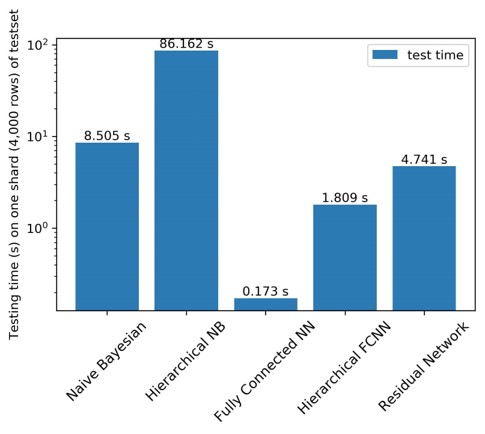 Testing time (s) on one shard (4,000 rows) of testset
10²
10¹
10⁰
86.162 s
8.505 s
4.741 s
1.809 s
0.173 s
test time
Naive Bayesian
Hierarchical NB
Fully Connected NN
Hierarchical FCNN
Residual Network